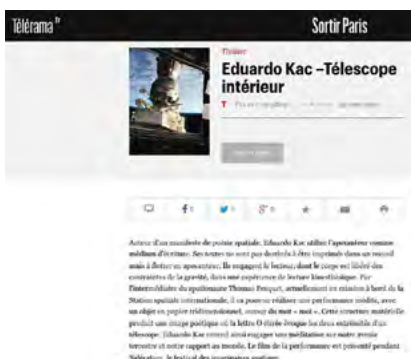 Télérama
Sortir Paris
Théâtre
Eduardo Kac –Télescope
intérieur
T
Auteur d'un manifeste de poésie spatiale, Eduardo Kac utilise l'apesanteur comme
médium d'écriture. Ses textes ne sont pas destinés à être imprimés dans un recueil
mais à flotter en apesanteur. Ils engagent le lecteur, dont le corps est libéré des
contraintes de la gravité, dans une expérience de lecture kinesthésique. Par
l'intermédiaire du spationaute Thomas Pesquet, actuellement en mission à bord de la
Station spatiale internationale, il va pouvoir réaliser une performance inédite, avec
un objet en papier tridimensionnel, autour du mot « moi ». Cette structure matérielle
produit une image poétique où la lettre O étirée évoque les deux extrémités d'un
télescope. Eduardo Kac entend ainsi engager une méditation sur notre avenir
terrestre et notre rapport au monde. Le film de la performance est présenté pendant
le festival des imaginaires spatiaux